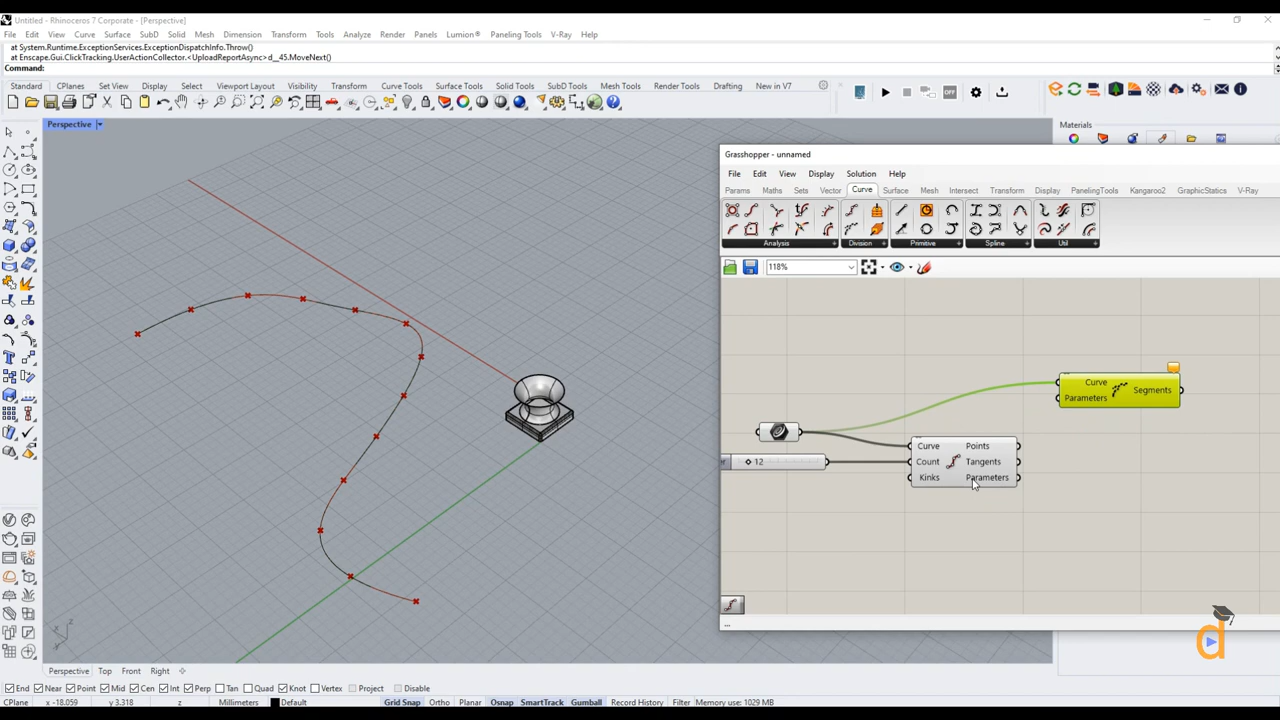 Untitled - Rhinoceros 7 Corporate - [Perspective]
File Edit View Curve Surface SubD Solid Mesh Dimension Transform Tools Analyze Render Panels Lumion® Paneling Tools V-Ray Help
at System.Runtime.ExceptionServices.ExceptionDispatchInfo.Throw()
at Enscape.Gui.ClickTracking.UserActionCollector.<UploadReportAsync>d__45.MoveNext()
Command:
Standard CPlanes Set View Display Select Viewport Layout Visibility Transform Curve Tools Surface Tools Solid Tools SubD Tools Mesh Tools Render Tools Drafting New in V7
OFF
Perspective
Materials
Grasshopper - unnamed
File Edit View Display Solution Help
Params Maths Sets Vector Curve Surface Mesh Intersect Transform Display PanelingTools Kangaroo2 GraphicStatics V-Ray
Analysis Division Primitive Spline Util
118%
Curve
Parameters
Segments
Curve Points
Count Tangents
Kinks Parameters
12
...
d
z
y
x
Perspective Top Front Right
End Near Point Mid Cen Int Perp Tan Quad Knot Vertex Project Disable
CPlane x -18.059 y 3.318 z Millimeters Default Grid Snap Ortho Planar Osnap SmartTrack Gumball Record History Filter Memory use: 1029 MB